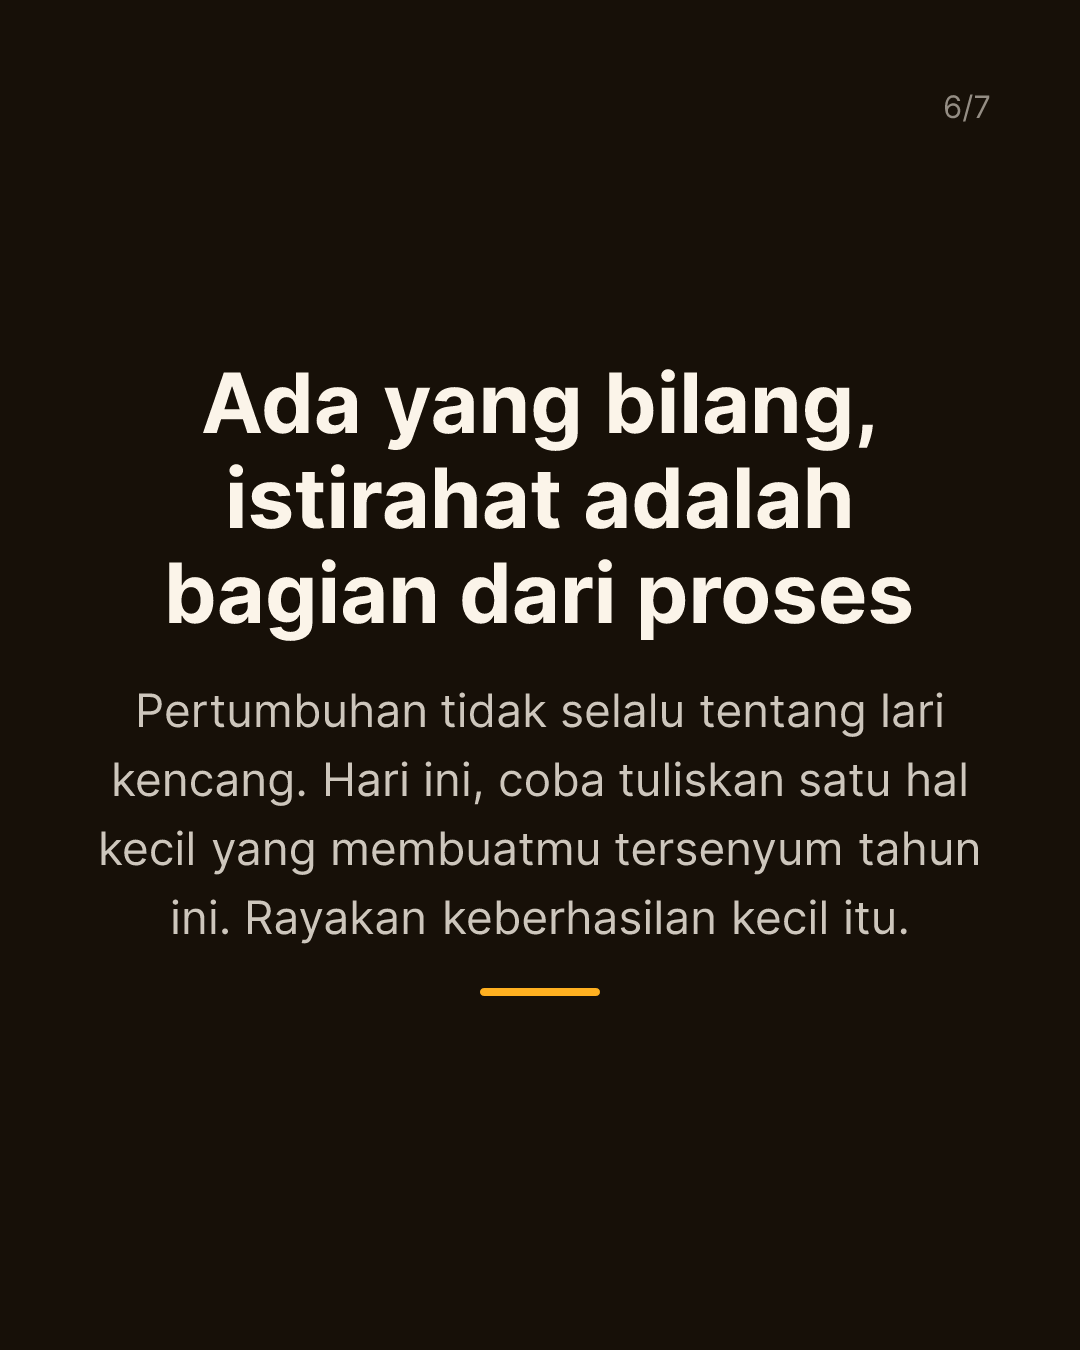 6/7
Ada yang bilang,
istirahat adalah
bagian dari proses
Pertumbuhan tidak selalu tentang lari
kencang. Hari ini, coba tuliskan satu hal
kecil yang membuatmu tersenyum tahun
ini. Rayakan keberhasilan kecil itu.